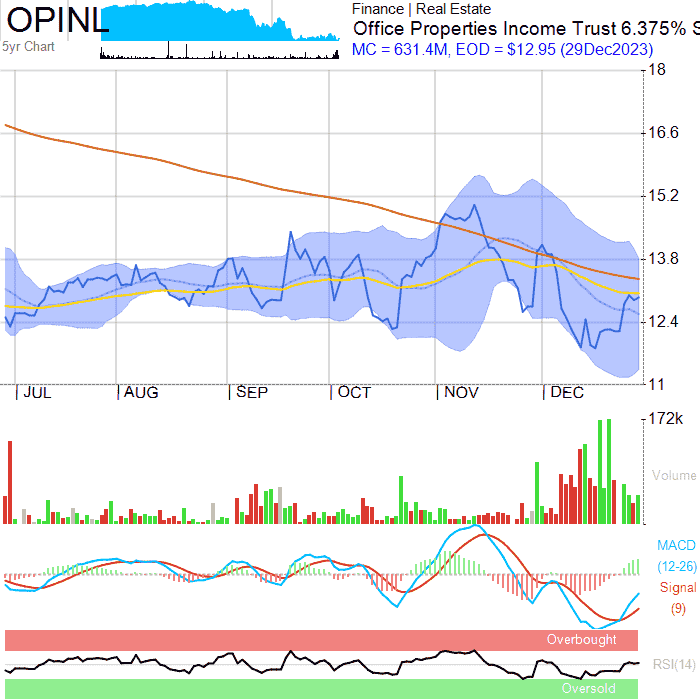 OPINL
5yr Chart
Finance | Real Estate
Office Properties Income Trust 6.375% S
MC = 631.4M, EOD = $12.95 (29Dec2023)
18
16.6
15.2
13.8
12.4
11
JUL AUG SEP OCT NOV DEC
172k
Volume
MACD
(12-26)
Signal
(9)
Overbought
RSI(14)
Oversold